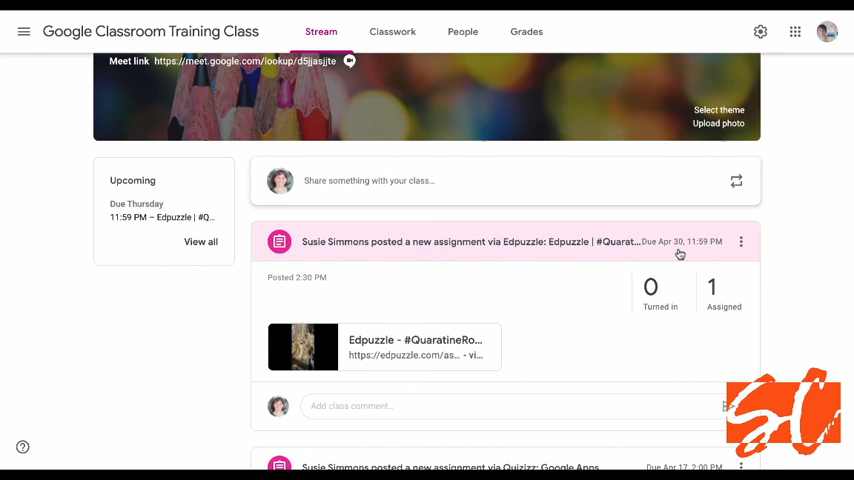 Google Classroom Training Class
Stream
Classwork
People
Grades
Meet link https://meet.google.com/lookup/d5jjasjjte
Select theme
Upload photo
Upcoming
Due Thursday
11:59 PM – Edpuzzle | #Q...
View all
Share something with your class...
Susie Simmons posted a new assignment via Edpuzzle: Edpuzzle | #Quarat... Due Apr 30, 11:59 PM
Posted 2:30 PM
0
Turned in
1
Assigned
Edpuzzle - #QuaratineRo...
https://edpuzzle.com/as... - vi...
Add class comment...
Susie Simmons posted a new assignment via Quizizz: Google Apps Due Apr 17, 2:00 PM
sc